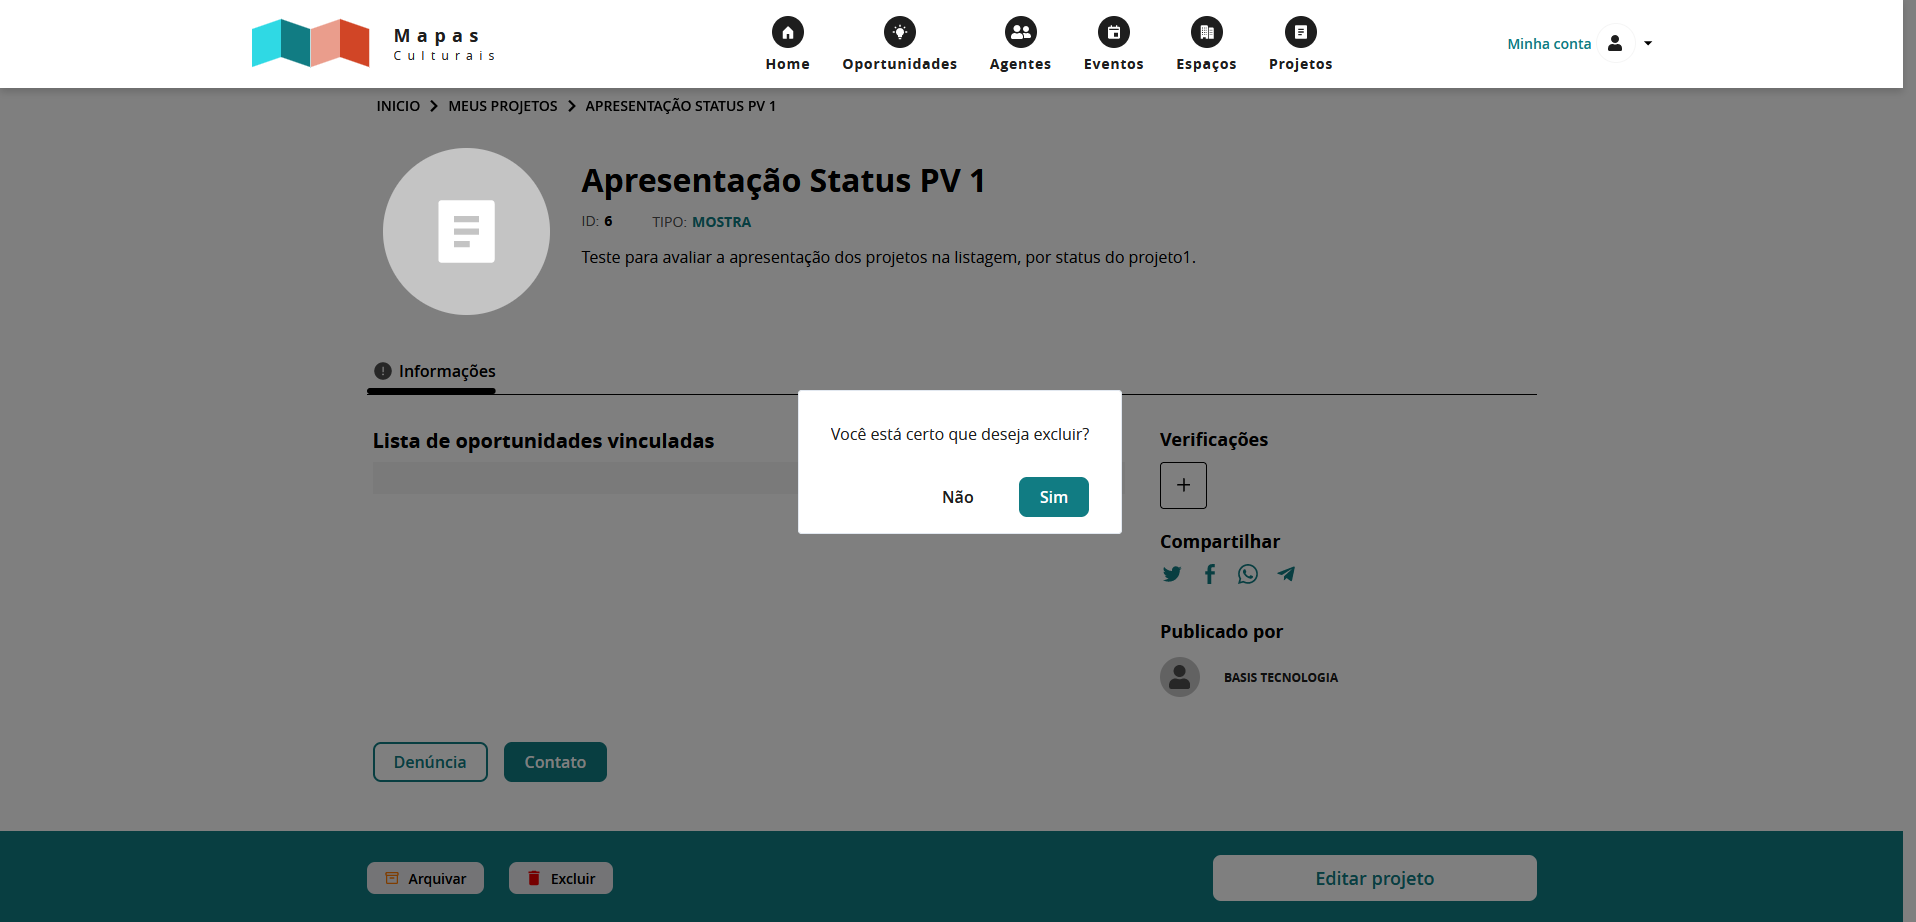 Mapas
Culturais
Home
Oportunidades
Agentes
Eventos
Espaços
Projetos
Minha conta
INICIO
MEUS PROJETOS
APRESENTAÇÃO STATUS PV 1
Apresentação Status PV 1
ID: 6
TIPO: MOSTRA
Teste para avaliar a apresentação dos projetos na listagem, por status do projeto1.
Informações
Lista de oportunidades vinculadas
Você está certo que deseja excluir?
Não
Sim
Verificações
Compartilhar
Publicado por
BASIS TECNOLOGIA
Denúncia
Contato
Arquivar
Excluir
Editar projeto